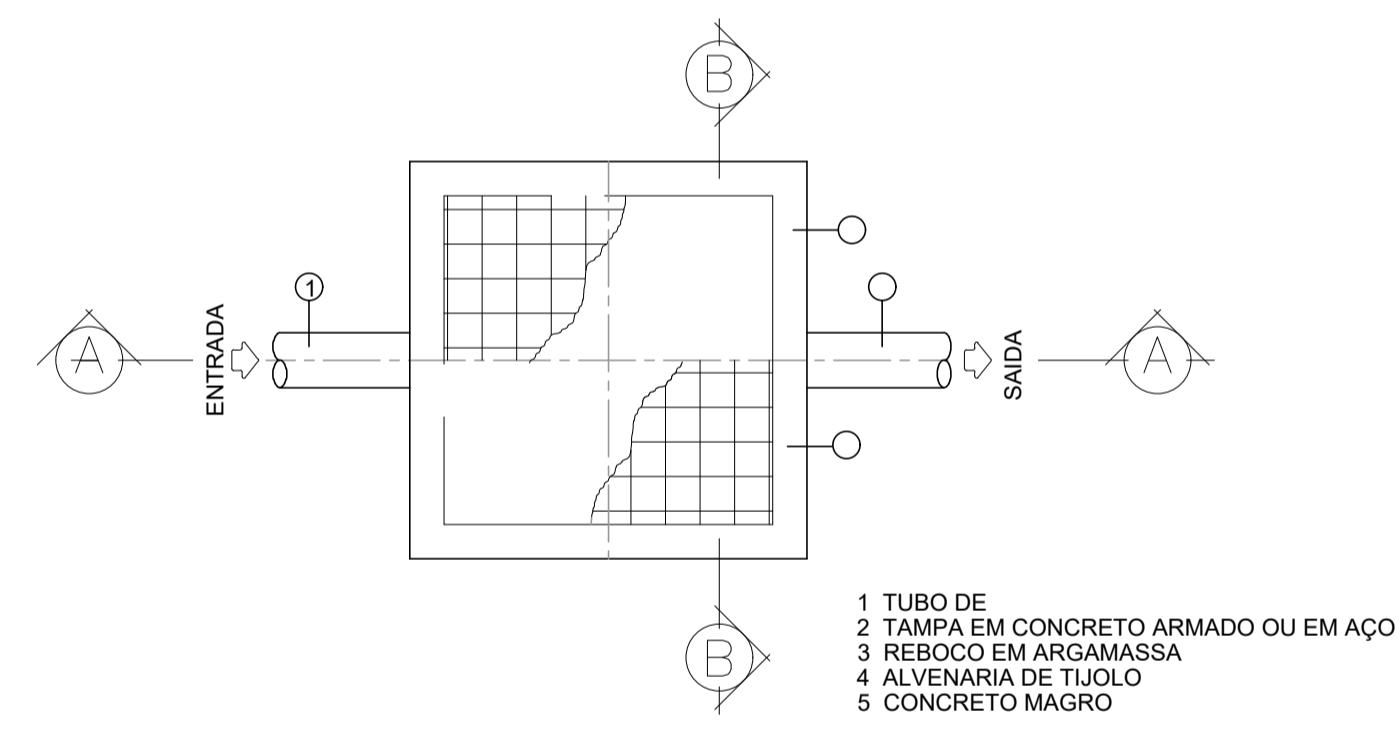 B
1
A
ENTRADA
SAIDA
A
B
1 TUBO DE
2 TAMPA EM CONCRETO ARMADO OU EM AÇO
3 REBOCO EM ARGAMASSA
4 ALVENARIA DE TIJOLO
5 CONCRETO MAGRO